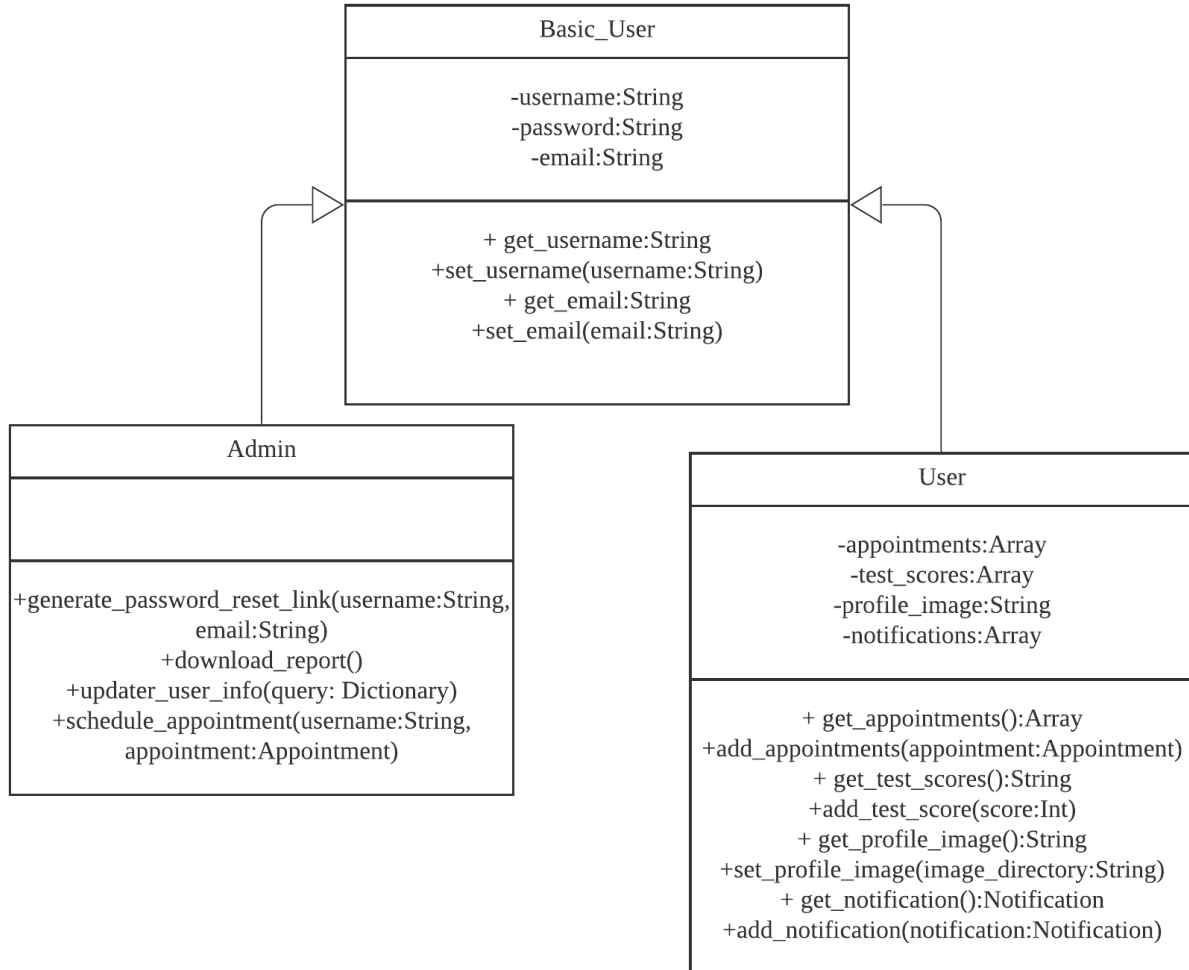 Basic_User
-username:String
-password:String
-email:String
+ get_username:String
+set_username(username:String)
+ get_email:String
+set_email(email:String)
Admin
+generate_password_reset_link(username:String,
email:String)
+download_report()
+updater_user_info(query: Dictionary)
+schedule_appointment(username:String,
appointment:Appointment)
User
-appointments:Array
-test_scores:Array
-profile_image:String
-notifications:Array
+ get_appointments():Array
+add_appointments(appointment:Appointment)
+ get_test_scores():String
+add_test_score(score:Int)
+ get_profile_image():String
+set_profile_image(image_directory:String)
+ get_notification():Notification
+add_notification(notification:Notification)